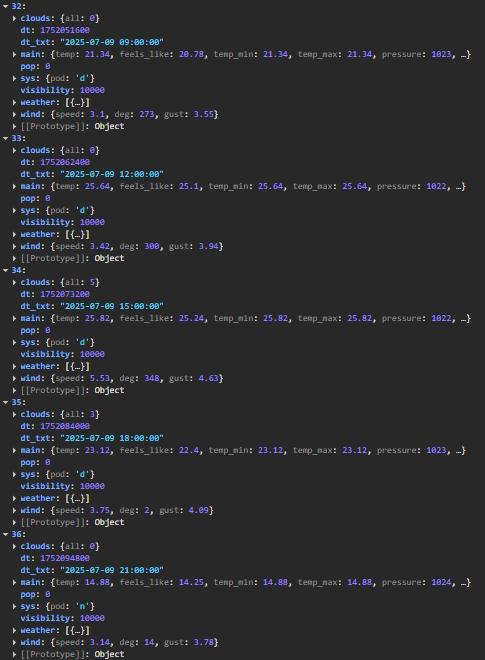 32:
clouds: {all: 0}
dt: 1752051600
dt_txt: "2025-07-09 09:00:00"
main: {temp: 21.34, feels_like: 20.78, temp_min: 21.34, temp_max: 21.34, pressure: 1023, …}
pop: 0
sys: {pod: 'd'}
visibility: 10000
weather: [{…}]
wind: {speed: 3.1, deg: 273, gust: 3.55}
[[Prototype]]: Object
33:
clouds: {all: 0}
dt: 1752062400
dt_txt: "2025-07-09 12:00:00"
main: {temp: 25.64, feels_like: 25.1, temp_min: 25.64, temp_max: 25.64, pressure: 1022, …}
pop: 0
sys: {pod: 'd'}
visibility: 10000
weather: [{…}]
wind: {speed: 3.42, deg: 300, gust: 3.94}
[[Prototype]]: Object
34:
clouds: {all: 5}
dt: 1752073200
dt_txt: "2025-07-09 15:00:00"
main: {temp: 25.82, feels_like: 25.24, temp_min: 25.82, temp_max: 25.82, pressure: 1022, …}
pop: 0
sys: {pod: 'd'}
visibility: 10000
weather: [{…}]
wind: {speed: 5.53, deg: 348, gust: 4.63}
[[Prototype]]: Object
35:
clouds: {all: 3}
dt: 1752084000
dt_txt: "2025-07-09 18:00:00"
main: {temp: 23.12, feels_like: 22.4, temp_min: 23.12, temp_max: 23.12, pressure: 1023, …}
pop: 0
sys: {pod: 'd'}
visibility: 10000
weather: [{…}]
wind: {speed: 3.75, deg: 2, gust: 4.09}
[[Prototype]]: Object
36:
clouds: {all: 0}
dt: 1752094800
dt_txt: "2025-07-09 21:00:00"
main: {temp: 14.88, feels_like: 14.25, temp_min: 14.88, temp_max: 14.88, pressure: 1024, …}
pop: 0
sys: {pod: 'n'}
visibility: 10000
weather: [{…}]
wind: {speed: 3.14, deg: 14, gust: 3.78}
[[Prototype]]: Object